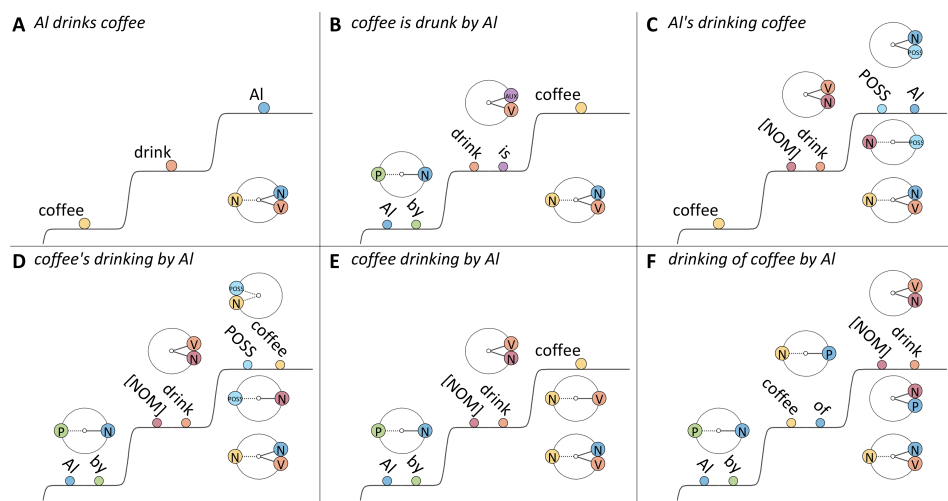 A Al drinks coffee
Al
drink
coffee
N N V
B coffee is drunk by Al
coffee
AUX V
drink is
P N
Al by
N N V
C Al's drinking coffee
N POSS
POSS Al
V N
[NOM] drink
N POSS
coffee
N N V
D coffee's drinking by Al
POSS N
POSS coffee
V N
[NOM] drink
POSS N
P N
Al by
N N V
E coffee drinking by Al
coffee
V N
[NOM] drink
N V
P N
Al by
N N V
F drinking of coffee by Al
V N
[NOM] drink
N P
coffee of
N P
P N
Al by
N N V